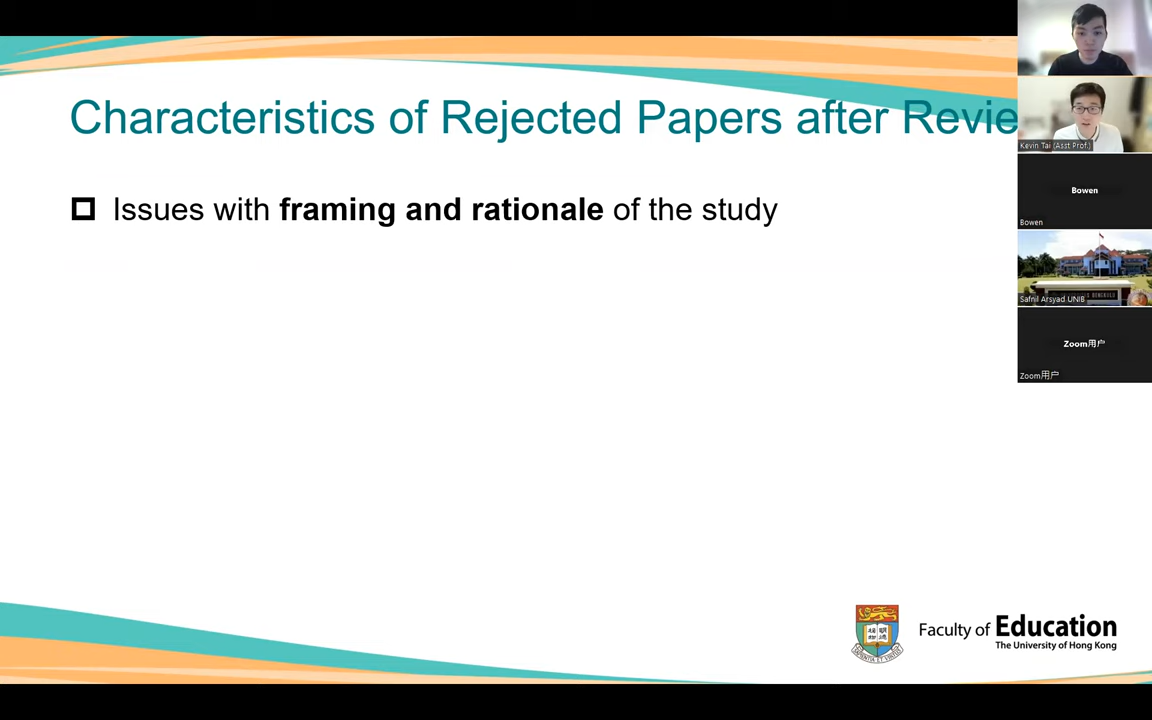 Characteristics of Rejected Papers after Revie
Issues with framing and rationale of the study
Kevin Tai (Asst Prof.)
Bowen
Bowen
Safnil Arsyad UNIB
Zoom用户
Zoom用户
Faculty of Education
The University of Hong Kong